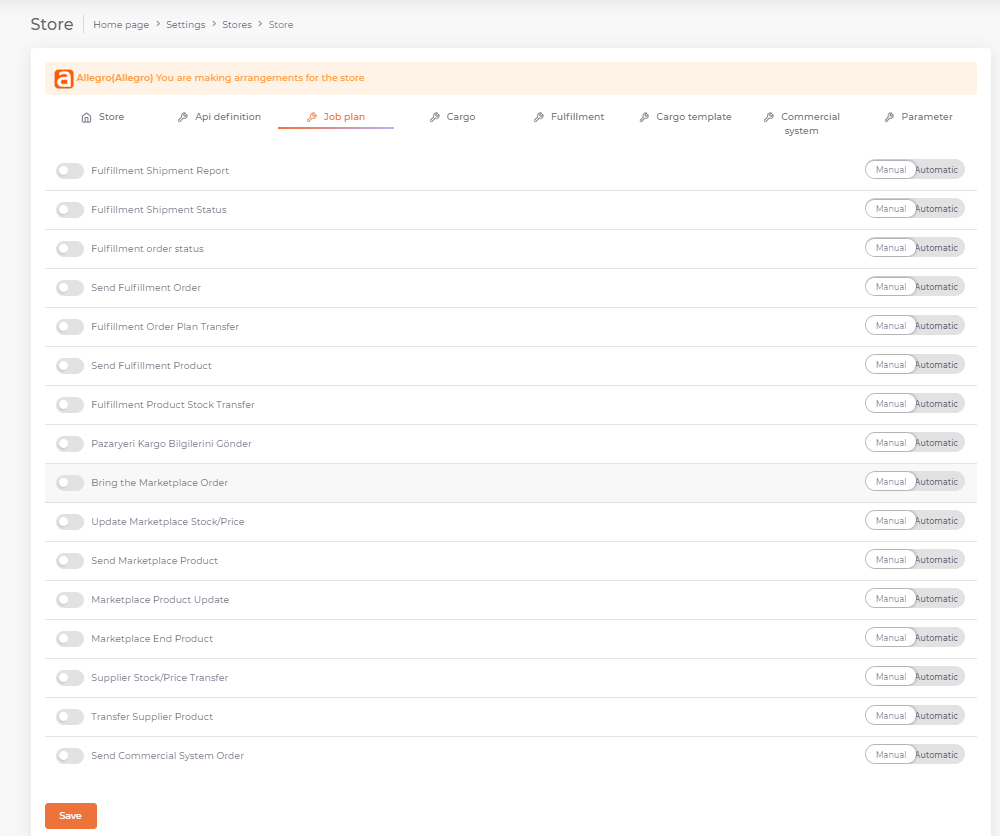 Store
Home page > Settings > Stores > Store
a Allegro(Allegro) You are making arrangements for the store
Store
Api definition
Job plan
Cargo
Fulfillment
Cargo template
Commercial
system
Parameter
Fulfillment Shipment Report Manual Automatic
Fulfillment Shipment Status Manual Automatic
Fulfillment order status Manual Automatic
Send Fulfillment Order Manual Automatic
Fulfillment Order Plan Transfer Manual Automatic
Send Fulfillment Product Manual Automatic
Fulfillment Product Stock Transfer Manual Automatic
Pazaryeri Kargo Bilgilerini Gönder Manual Automatic
Bring the Marketplace Order Manual Automatic
Update Marketplace Stock/Price Manual Automatic
Send Marketplace Product Manual Automatic
Marketplace Product Update Manual Automatic
Marketplace End Product Manual Automatic
Supplier Stock/Price Transfer Manual Automatic
Transfer Supplier Product Manual Automatic
Send Commercial System Order Manual Automatic
Save